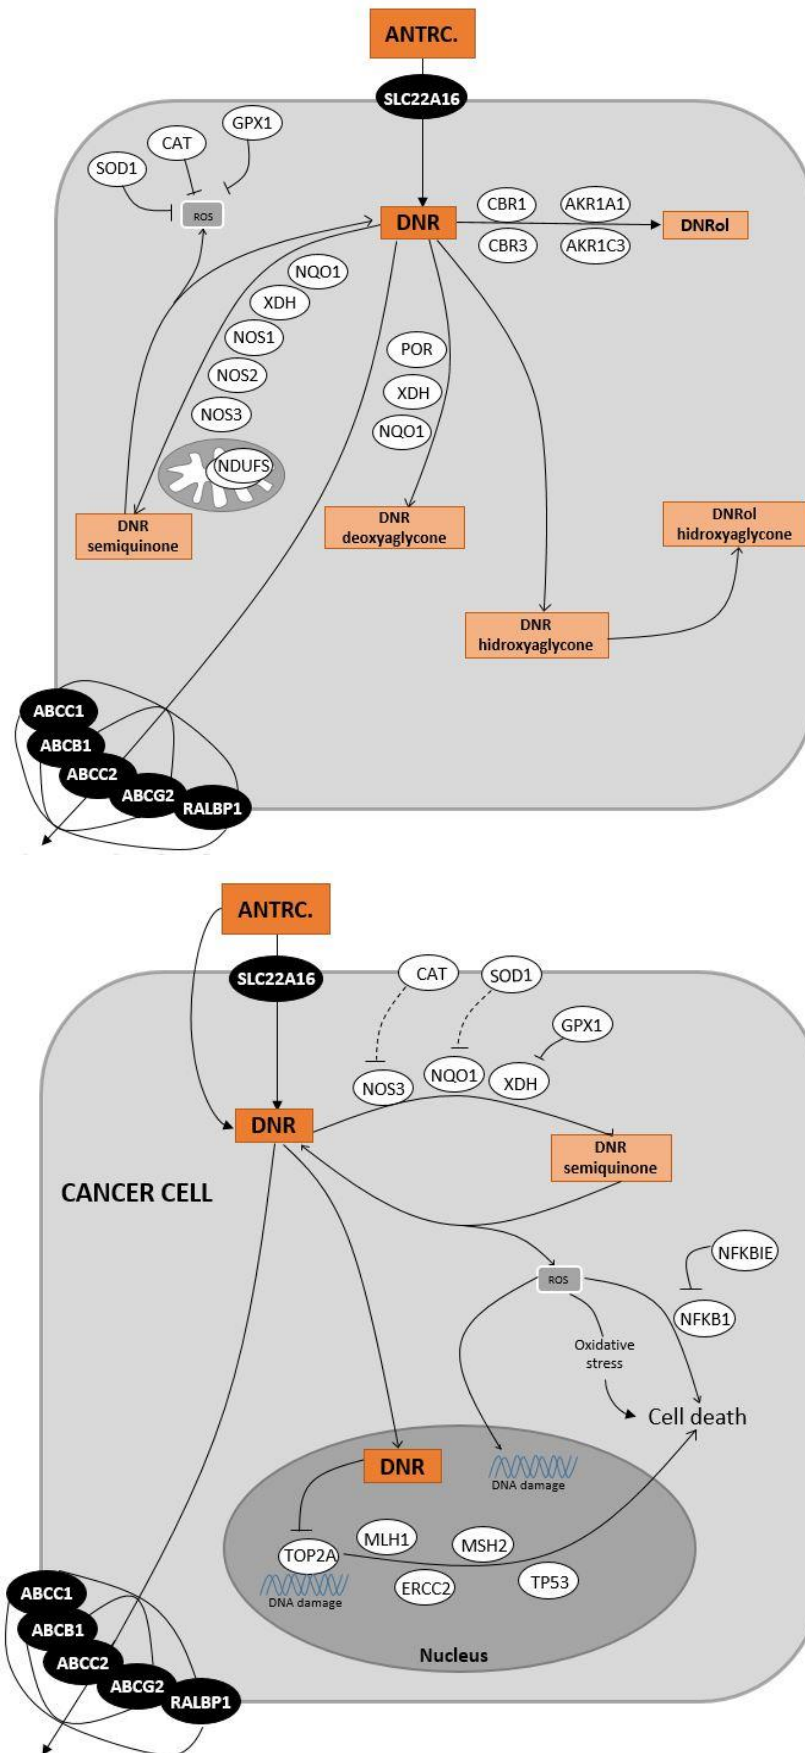 ANTRC.
SLC22A16
GPX1
CAT
SOD1
ROS
DNR
CBR1
AKR1A1
DNRol
CBR3
AKR1C3
NQO1
XDH
NOS1
NOS2
NOS3
NDUFS
POR
XDH
NQO1
DNR
semiquinone
DNR
deoxyaglycone
DNRol
hidroxyaglycone
DNR
hidroxyaglycone
ABCC1
ABCB1
ABCC2
ABCG2
RALBP1
ANTRC.
SLC22A16
CAT
SOD1
GPX1
NOS3
NQO1
XDH
DNR
DNR
semiquinone
CANCER CELL
NFKBIE
ROS
NFKB1
Oxidative
stress
Cell death
DNR
DNA damage
MLH1
MSH2
TOP2A
ERCC2
TP53
DNA damage
Nucleus
ABCC1
ABCB1
ABCC2
ABCG2
RALBP1